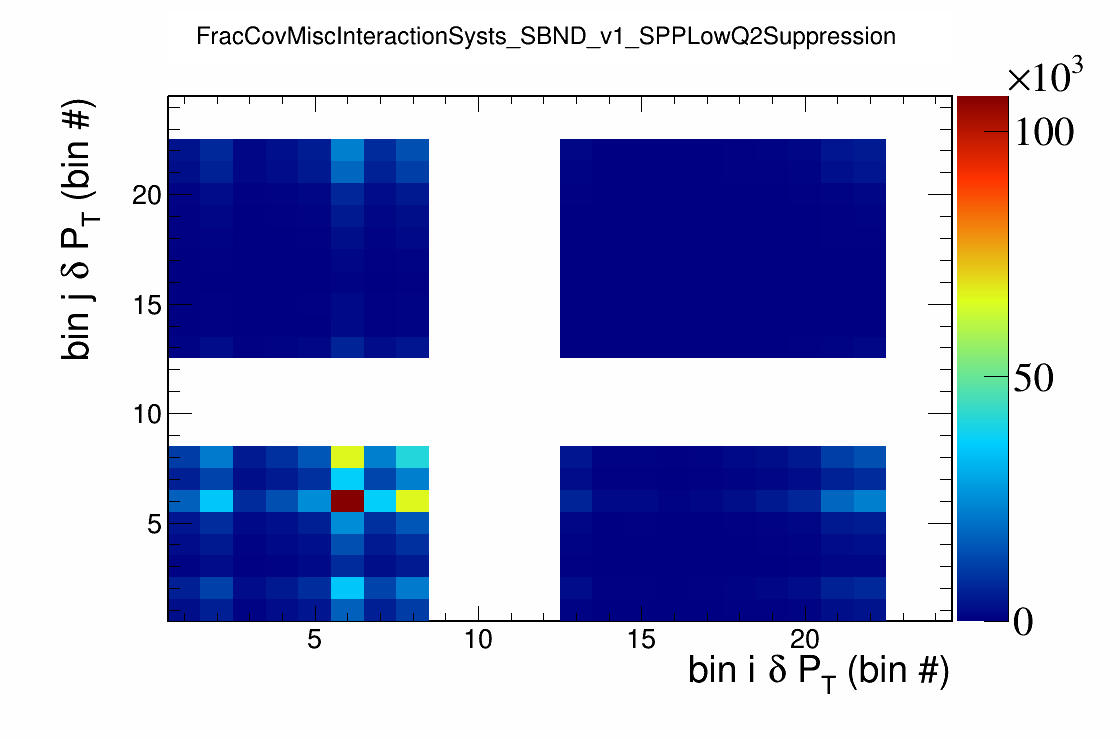 FracCovMiscInteractionSysts_SBND_v1_SPPLowQ2Suppression
×10³
100
50
0
bin j δ P_T (bin #)
20
15
10
5
5 10 15 20
bin i δ P_T (bin #)